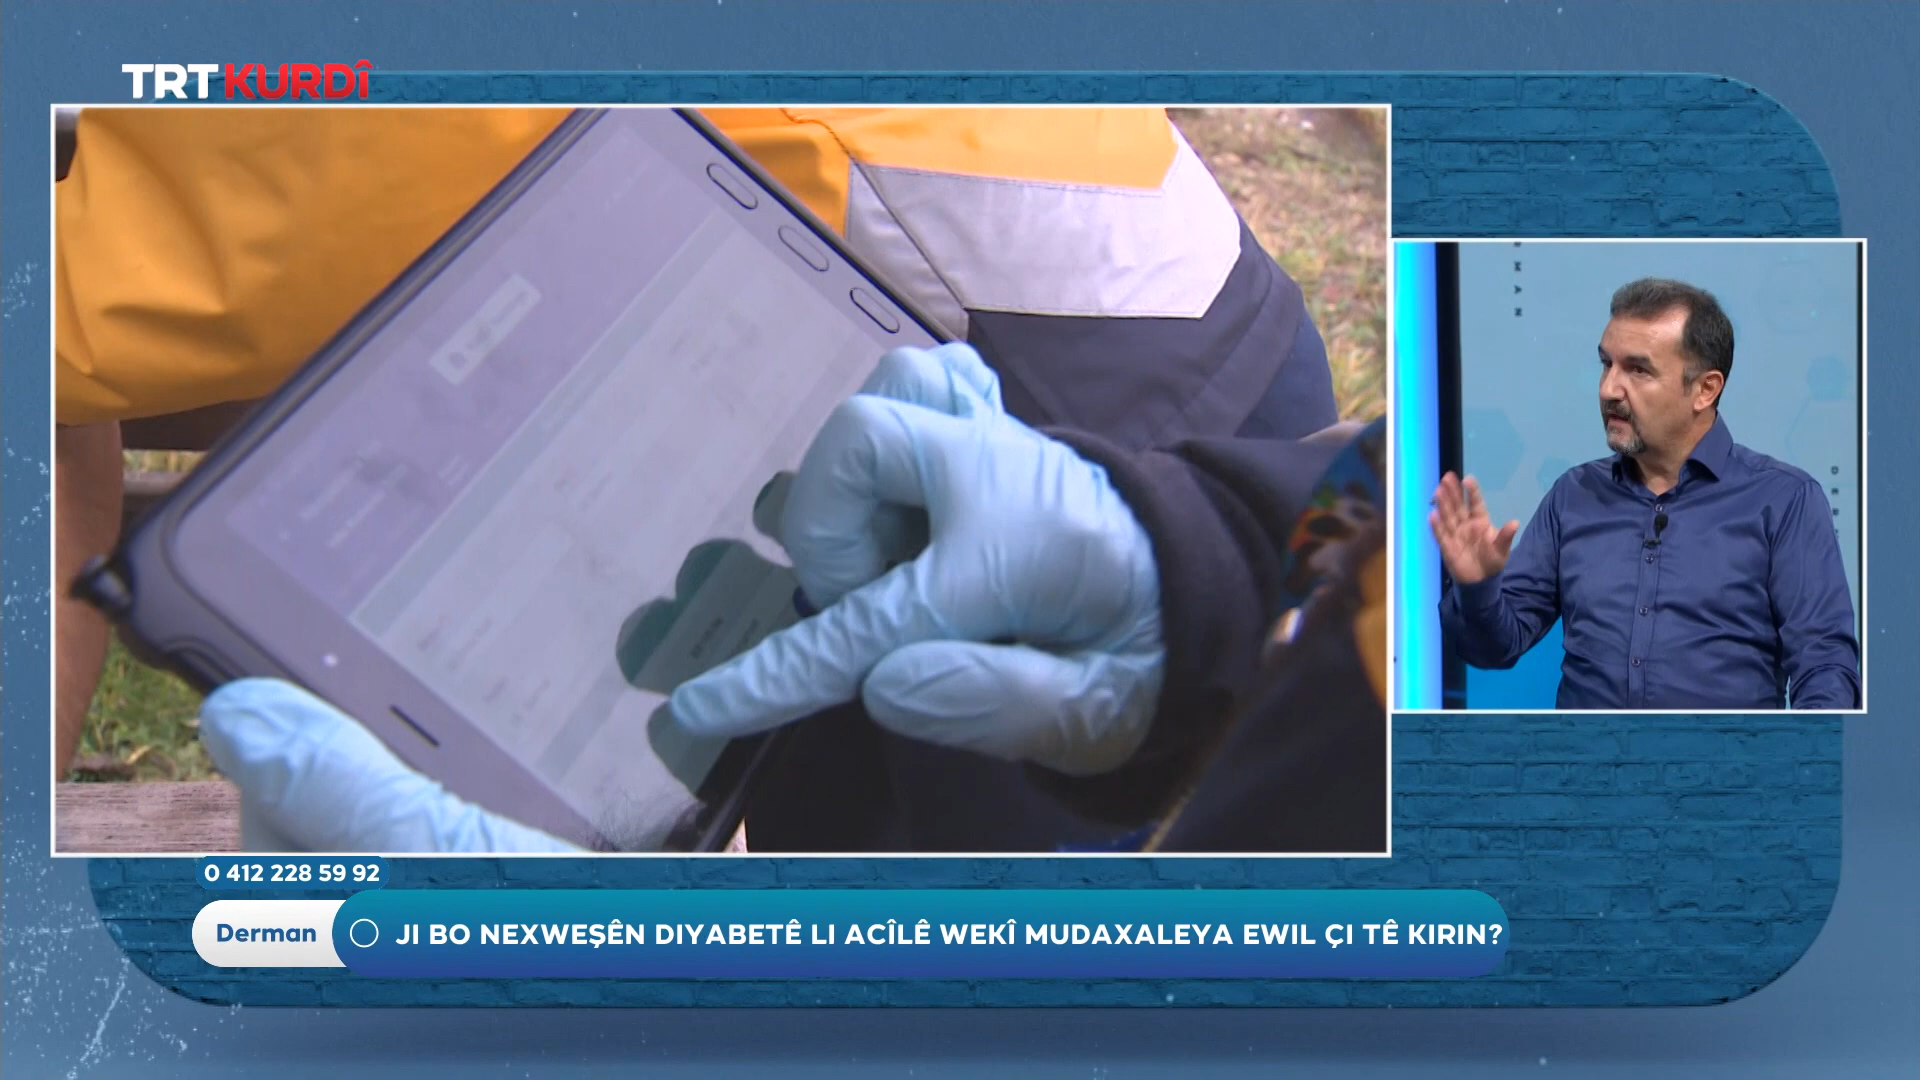 TRT KURDÎ
0 412 228 59 92
Derman
JI BO NEXWEŞÊN DIYABETÊ LI ACÎLÊ WEKÎ MUDAXALEYA EWIL ÇI TÊ KIRIN?